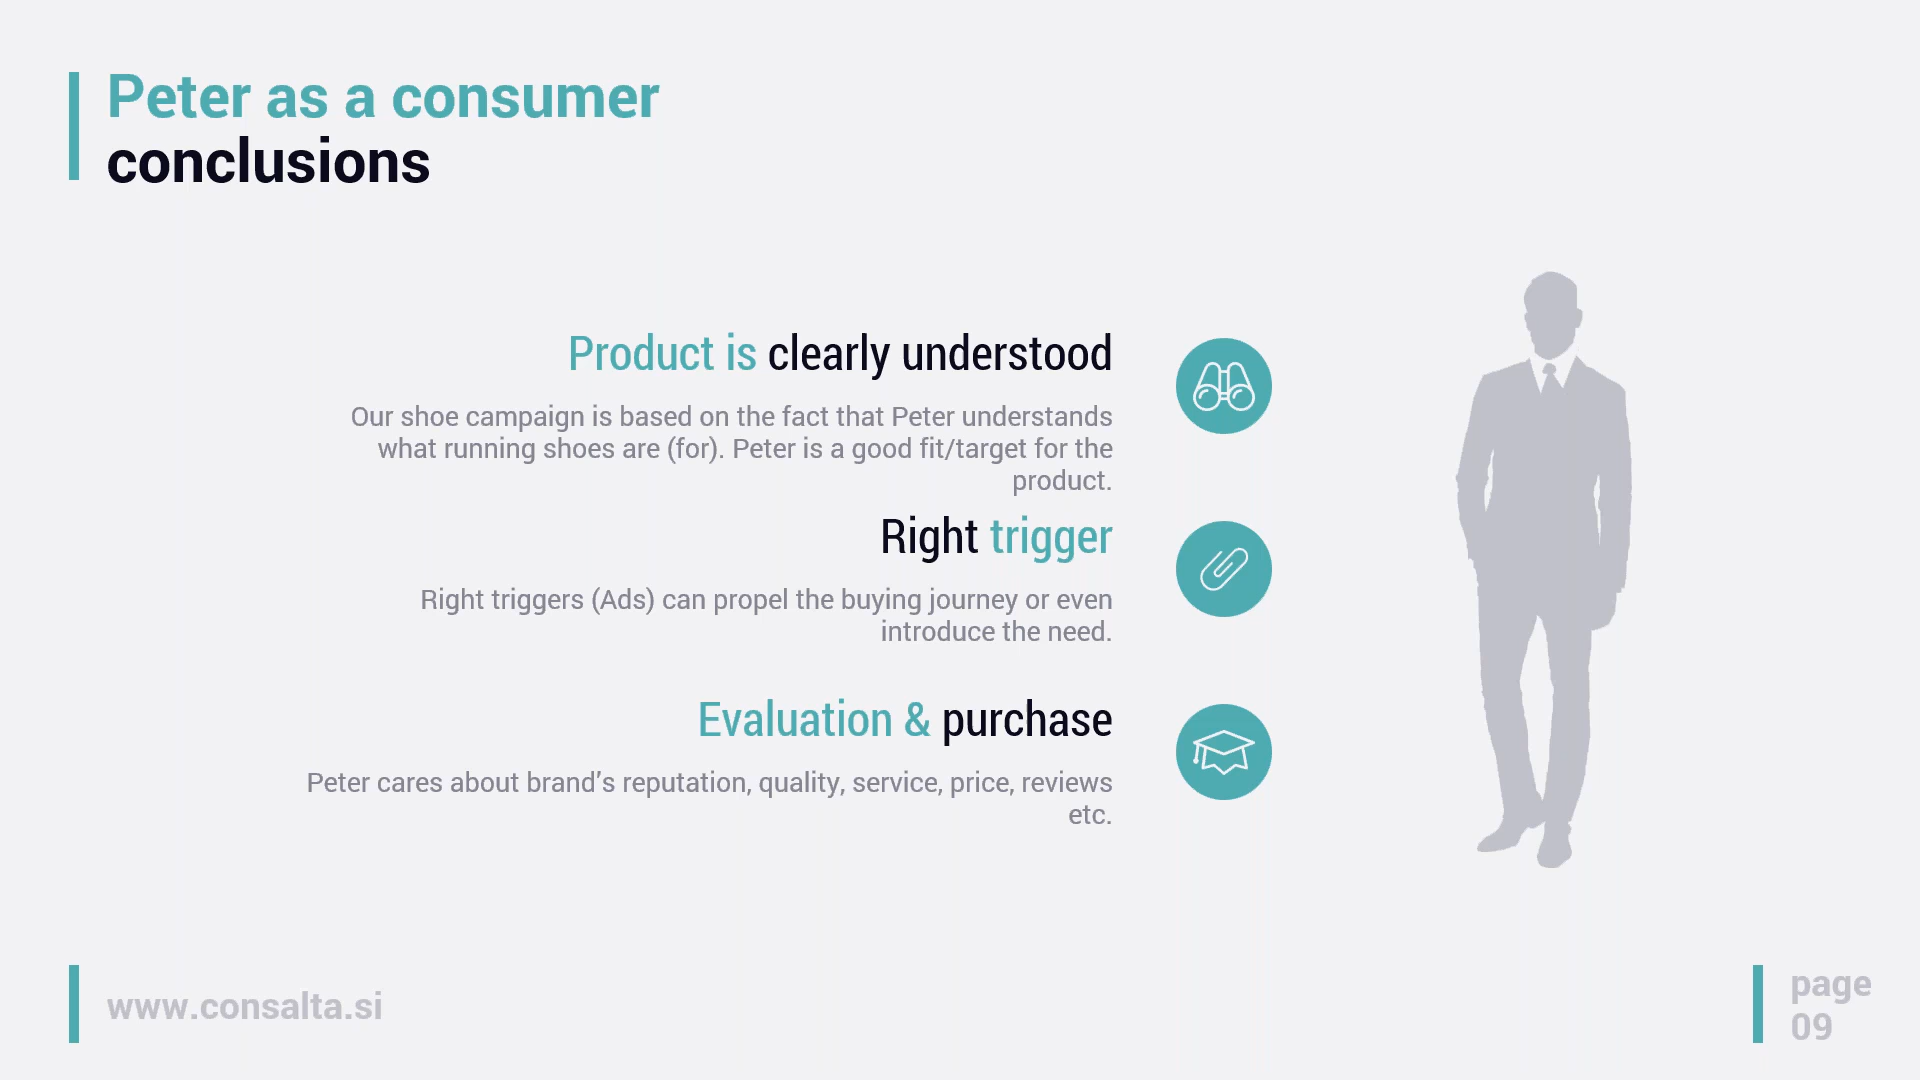 Peter as a consumer
conclusions
Product is clearly understood
Our shoe campaign is based on the fact that Peter understands
what running shoes are (for). Peter is a good fit/target for the
product.
Right trigger
Right triggers (Ads) can propel the buying journey or even
introduce the need.
Evaluation & purchase
Peter cares about brand’s reputation, quality, service, price, reviews
etc.
www.consalta.si
page
09